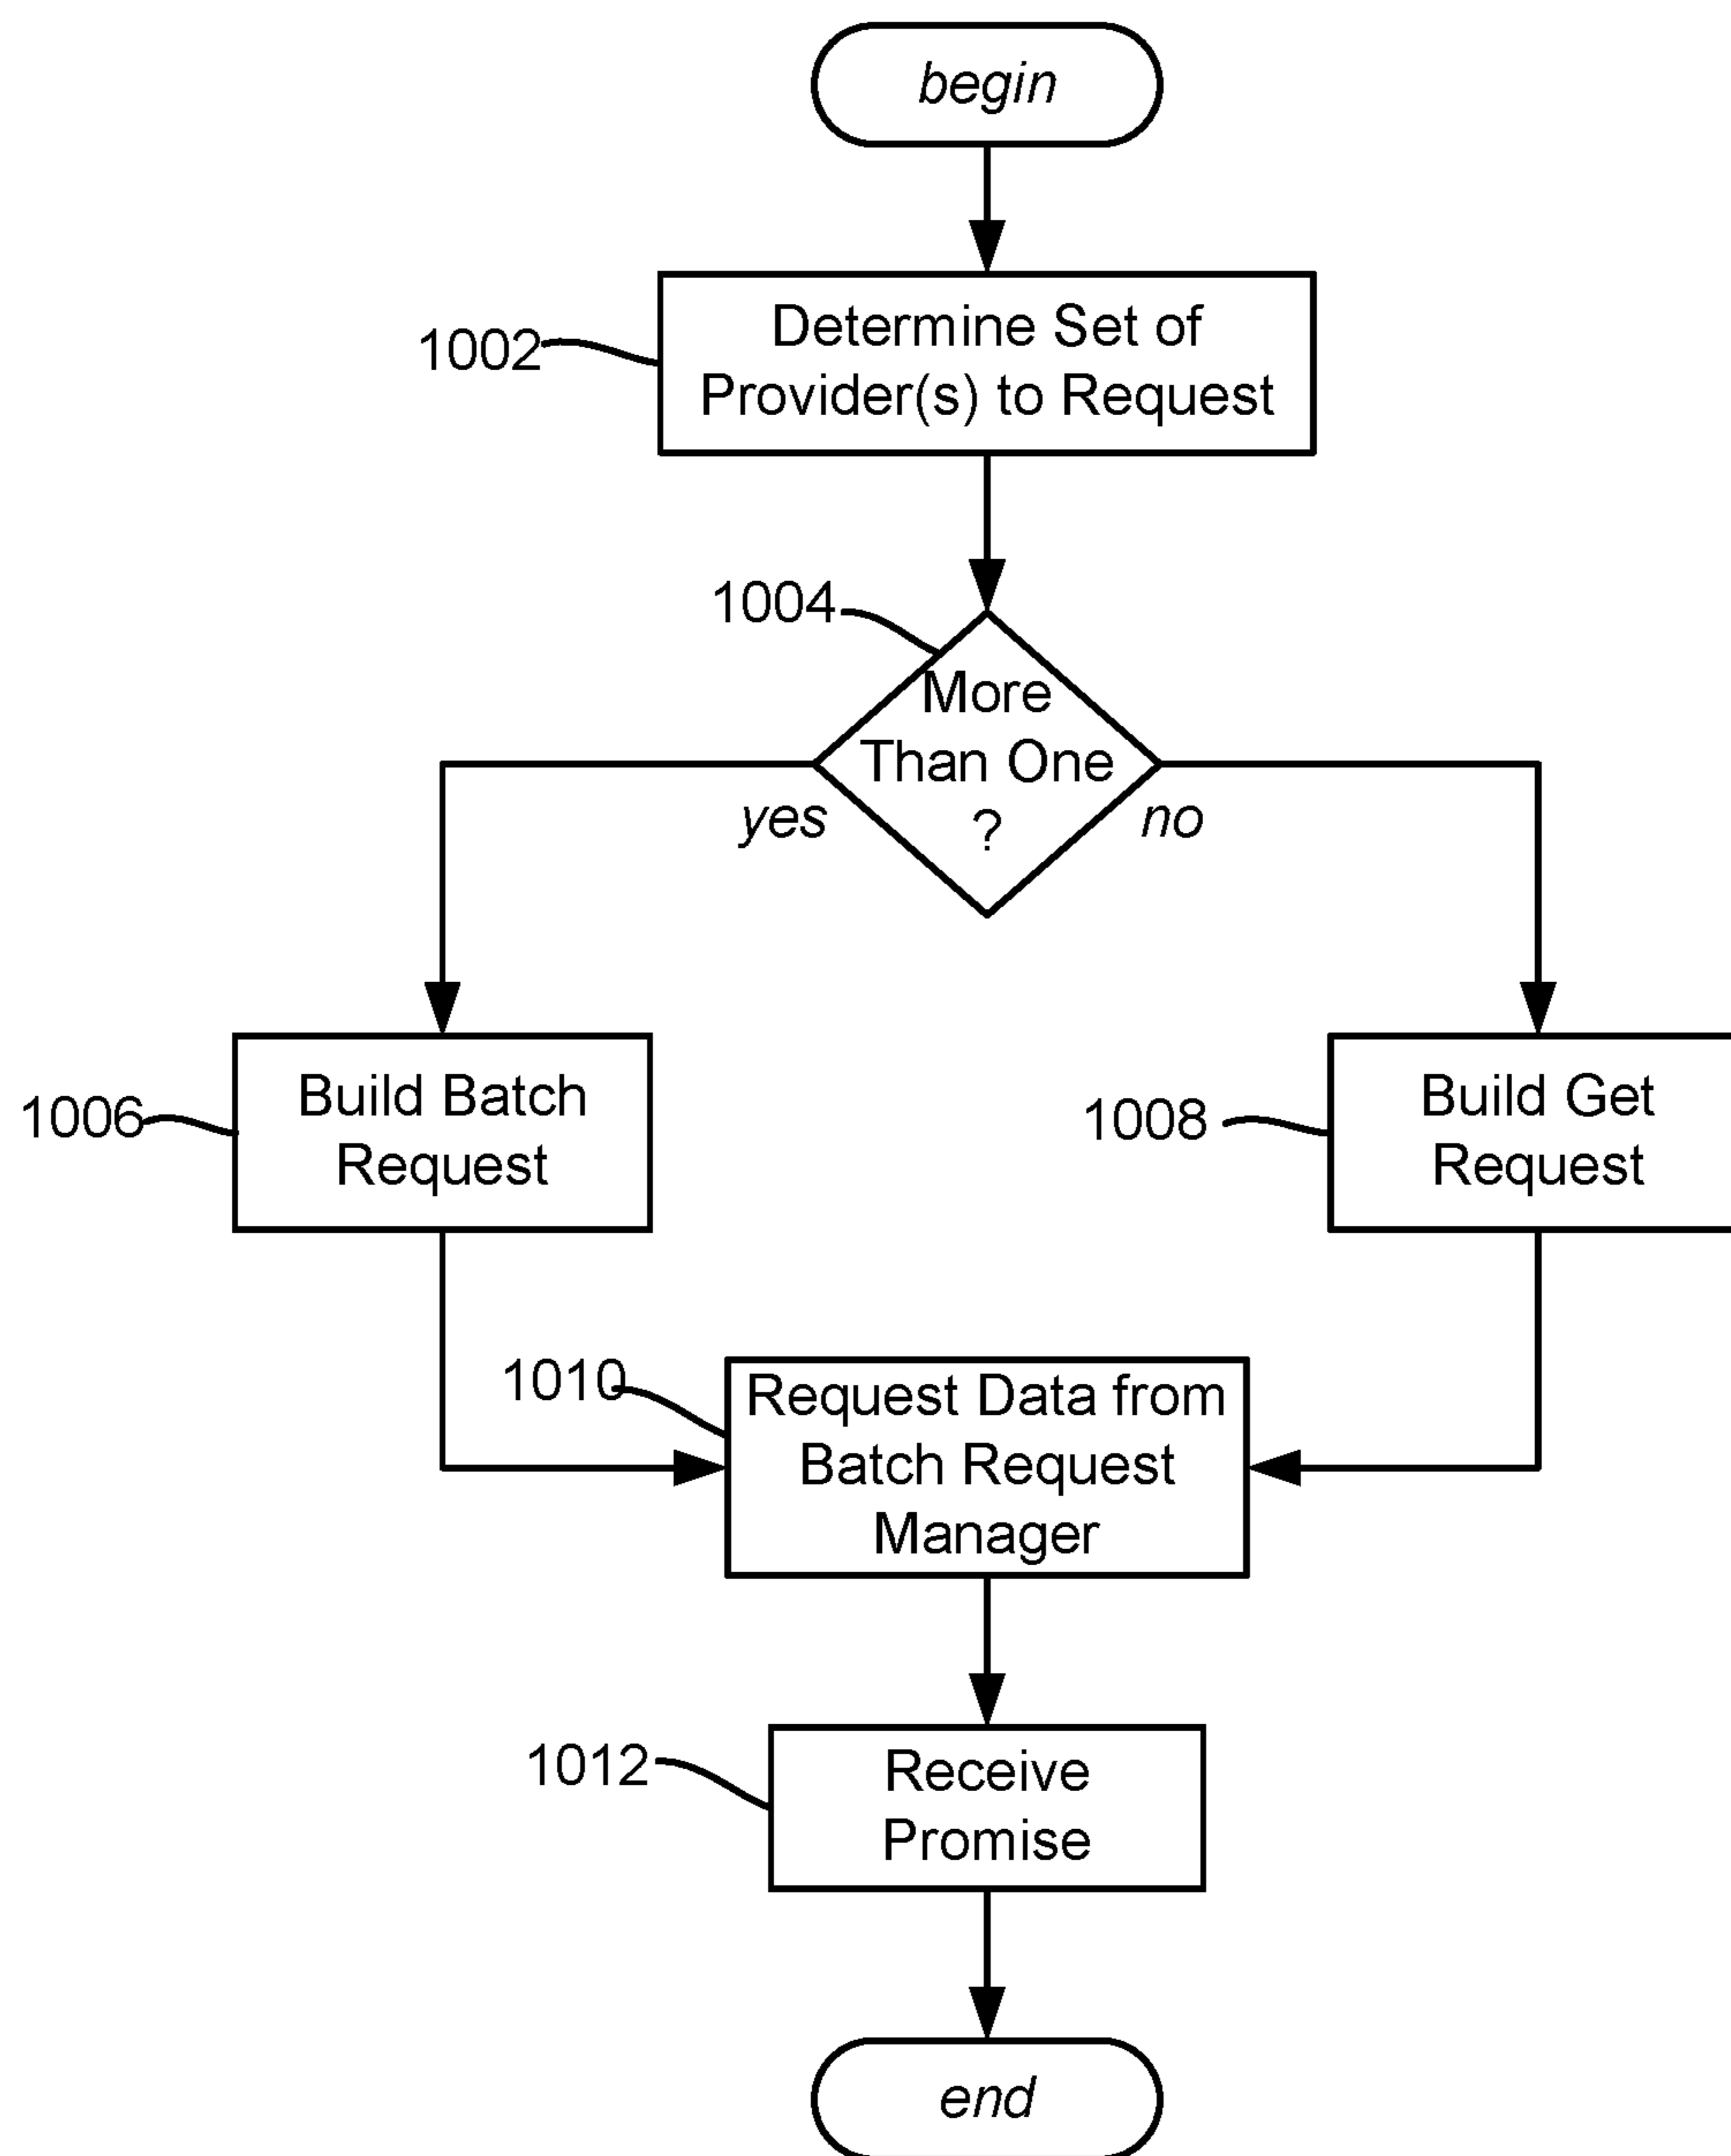 begin
1002
Determine Set of
Provider(s) to Request
1004
More
Than One
?
yes
no
1006
Build Batch
Request
1008
Build Get
Request
1010
Request Data from
Batch Request
Manager
1012
Receive
Promise
end